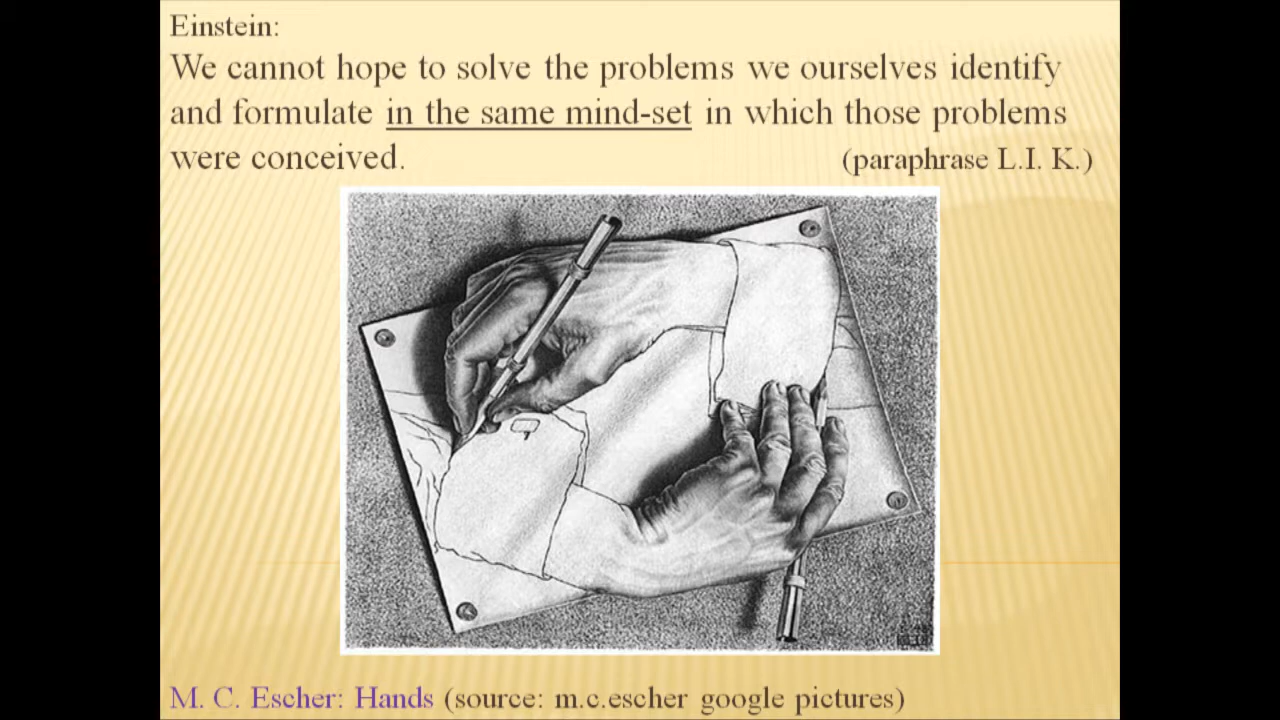 Einstein:
We cannot hope to solve the problems we ourselves identify
and formulate in the same mind-set in which those problems
were conceived. (paraphrase L.I. K.)
M. C. Escher: Hands (source: m.c.escher google pictures)